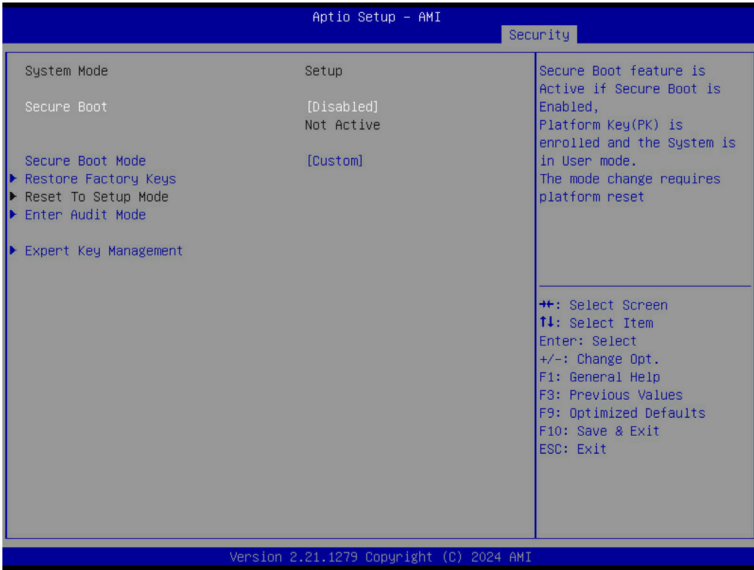 Aptio Setup – AMI
Security
System Mode Setup
Secure Boot [Disabled]
Not Active
Secure Boot Mode [Custom]
Restore Factory Keys
Reset To Setup Mode
Enter Audit Mode
Expert Key Management
Secure Boot feature is
Active if Secure Boot is
Enabled,
Platform Key(PK) is
enrolled and the System is
in User mode.
The mode change requires
platform reset
→←: Select Screen
↑↓: Select Item
Enter: Select
+/-: Change Opt.
F1: General Help
F3: Previous Values
F9: Optimized Defaults
F10: Save & Exit
ESC: Exit
Version 2.21.1279 Copyright (C) 2024 AMI